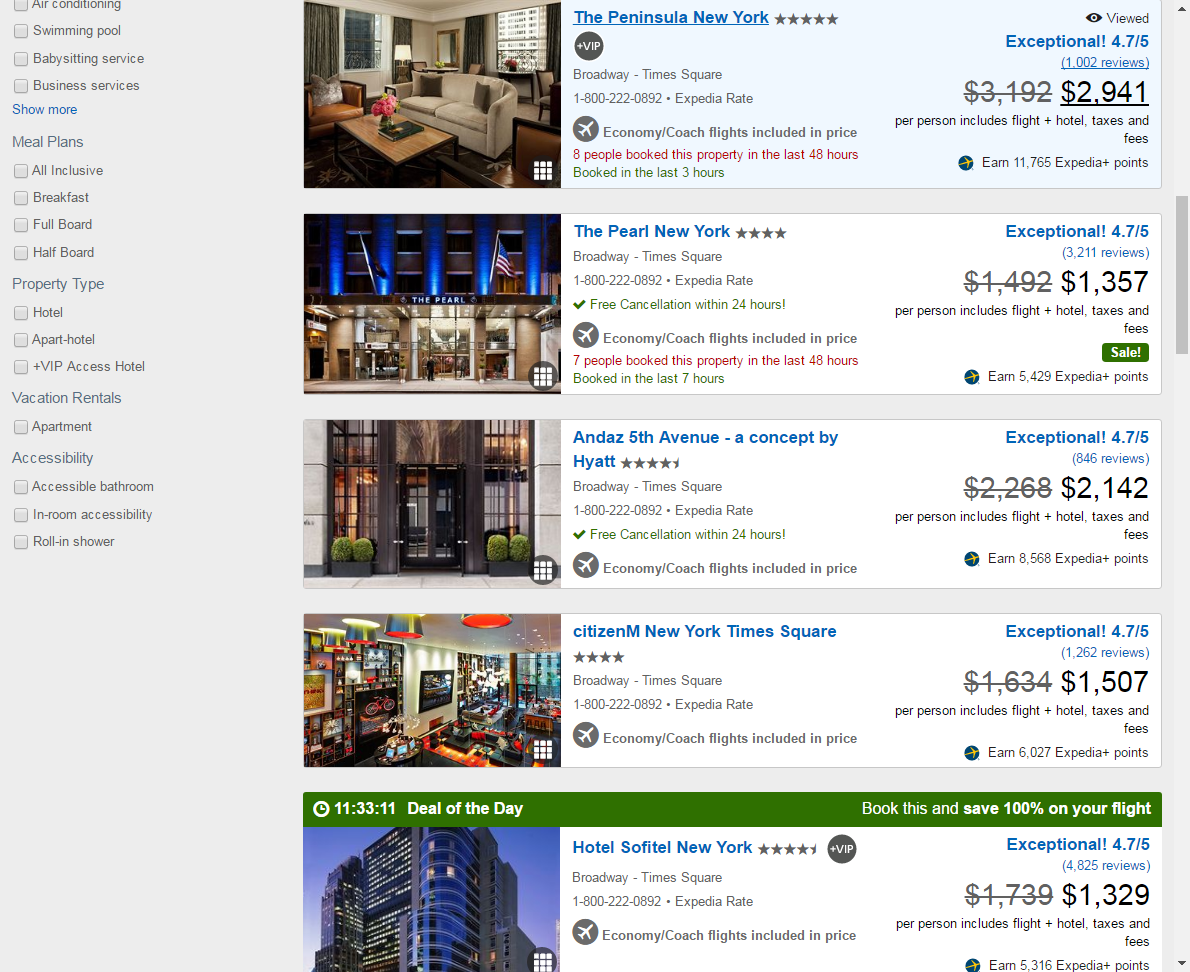 Air conditioning
Swimming pool
Babysitting service
Business services
Show more
Meal Plans
All Inclusive
Breakfast
Full Board
Half Board
Property Type
Hotel
Apart-hotel
+VIP Access Hotel
Vacation Rentals
Apartment
Accessibility
Accessible bathroom
In-room accessibility
Roll-in shower
The Peninsula New York
+VIP
Broadway - Times Square
1-800-222-0892 • Expedia Rate
Economy/Coach flights included in price
8 people booked this property in the last 48 hours
Booked in the last 3 hours
Viewed
Exceptional! 4.7/5
(1,002 reviews)
$3,192 $2,941
per person includes flight + hotel, taxes and
fees
Earn 11,765 Expedia+ points
THE PEARL
The Pearl New York
Broadway - Times Square
1-800-222-0892 • Expedia Rate
Free Cancellation within 24 hours!
Economy/Coach flights included in price
7 people booked this property in the last 48 hours
Booked in the last 7 hours
Exceptional! 4.7/5
(3,211 reviews)
$1,492 $1,357
per person includes flight + hotel, taxes and
fees
Sale!
Earn 5,429 Expedia+ points
Andaz 5th Avenue - a concept by
Hyatt
Broadway - Times Square
1-800-222-0892 • Expedia Rate
Free Cancellation within 24 hours!
Economy/Coach flights included in price
Exceptional! 4.7/5
(846 reviews)
$2,268 $2,142
per person includes flight + hotel, taxes and
fees
Earn 8,568 Expedia+ points
citizenM New York Times Square
Broadway - Times Square
1-800-222-0892 • Expedia Rate
Economy/Coach flights included in price
Exceptional! 4.7/5
(1,262 reviews)
$1,634 $1,507
per person includes flight + hotel, taxes and
fees
Earn 6,027 Expedia+ points
11:33:11 Deal of the Day
Book this and save 100% on your flight
Hotel Sofitel New York
+VIP
Broadway - Times Square
1-800-222-0892 • Expedia Rate
Economy/Coach flights included in price
Exceptional! 4.7/5
(4,825 reviews)
$1,739 $1,329
per person includes flight + hotel, taxes and
fees
Earn 5,316 Expedia+ points